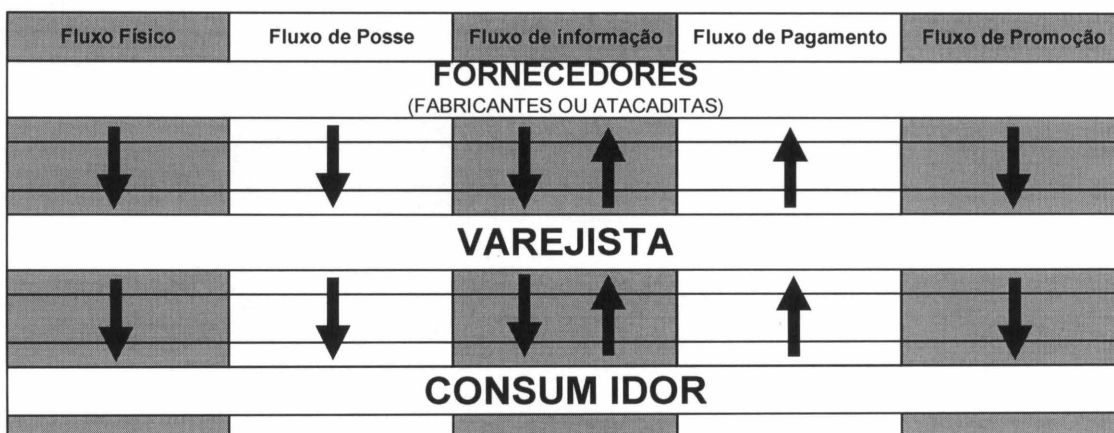 Fluxo Físico
Fluxo de Posse
Fluxo de informação
Fluxo de Pagamento
Fluxo de Promoção
FORNECEDORES
(FABRICANTES OU ATACADITAS)
VAREJISTA
CONSUM IDOR